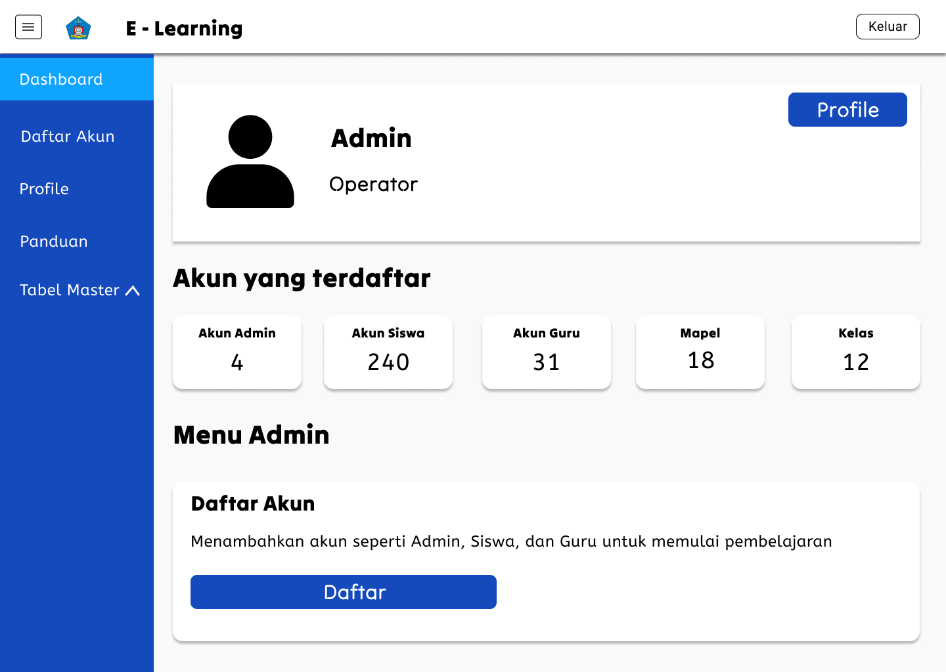 E - Learning
Keluar
Dashboard
Daftar Akun
Profile
Panduan
Tabel Master
Profile
Admin
Operator
Akun yang terdaftar
Akun Admin
4
Akun Siswa
240
Akun Guru
31
Mapel
18
Kelas
12
Menu Admin
Daftar Akun
Menambahkan akun seperti Admin, Siswa, dan Guru untuk memulai pembelajaran
Daftar